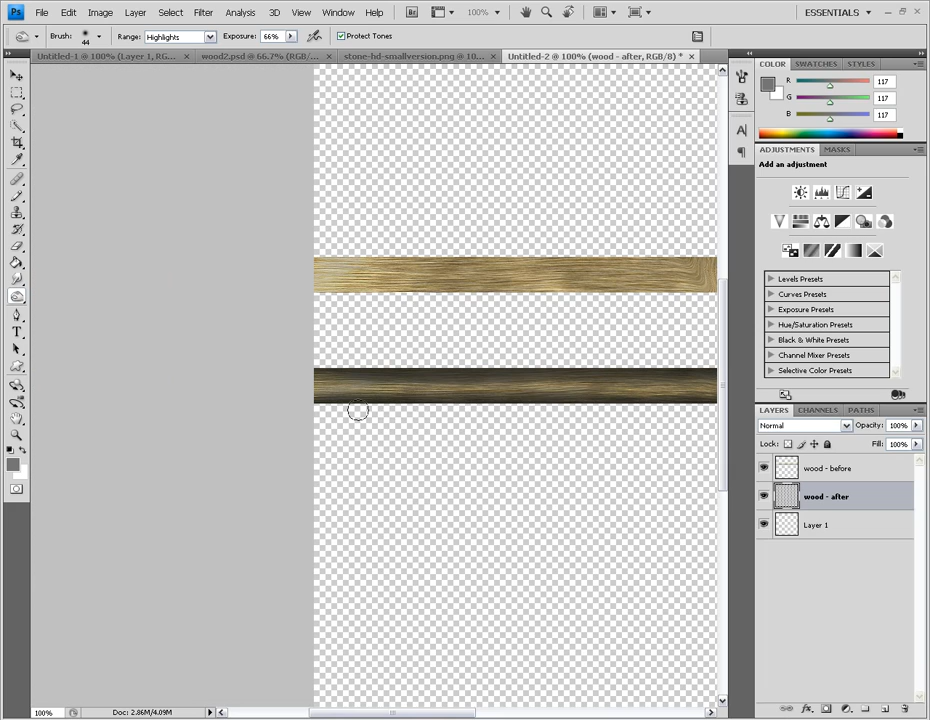 Ps File Edit Image Layer Select Filter Analysis 3D View Window Help Br 100% ESSENTIALS
Brush: 44 Range: Highlights Exposure: 66% Protect Tones
Untitled-1 @ 100% (Layer 1, RG... × wood2.psd @ 66.7% (RGB/... × stone-hd-smallversion.png @ 10... × Untitled-2 @ 100% (wood - after, RGB/8) * ×
COLOR SWATCHES STYLES
R 117
G 117
B 117
ADJUSTMENTS MASKS
Add an adjustment
Levels Presets
Curves Presets
Exposure Presets
Hue/Saturation Presets
Black & White Presets
Channel Mixer Presets
Selective Color Presets
LAYERS CHANNELS PATHS
Normal Opacity: 100%
Lock: Fill: 100%
wood - before
wood - after
Layer 1
100% Doc: 2.86M/4.09M